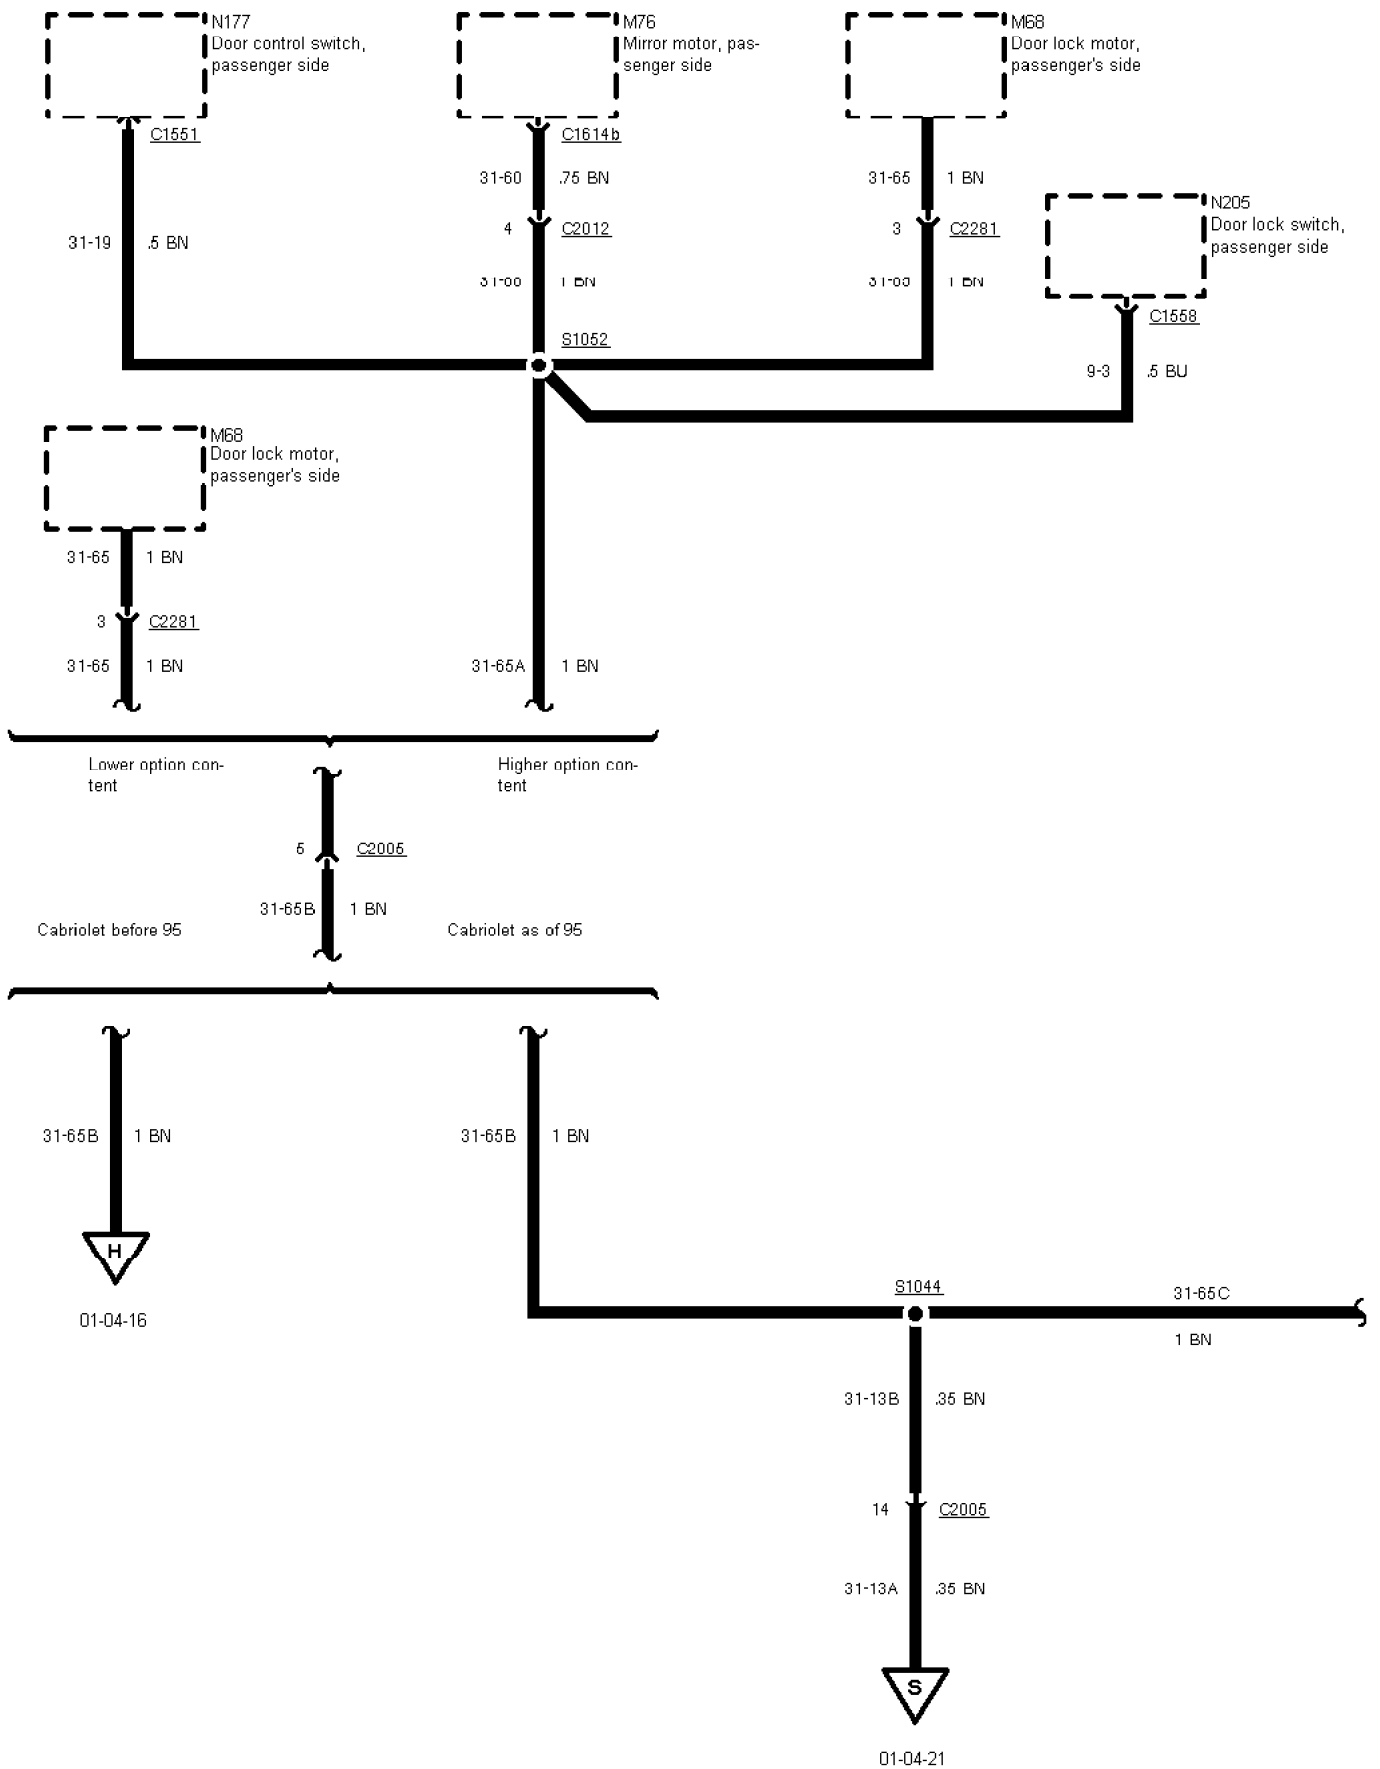 N177
Door control switch,
passenger side
M76
Mirror motor, pas-
senger side
M68
Door lock motor,
passenger's side
C1551
C1614b
31-60
.75 BN
31-65
1 BN
N205
Door lock switch,
passenger side
4
C2012
3
C2281
31-19
.5 BN
1 BN
1 BN
C1558
S1052
9-3
.5 BU
M68
Door lock motor,
passenger's side
31-65
1 BN
3
C2281
31-65
1 BN
31-65A
1 BN
Lower option con-
tent
Higher option con-
tent
5
C2005
31-65B
1 BN
Cabriolet before 95
Cabriolet as of 95
31-65B
1 BN
31-65B
1 BN
H
01-04-16
S1044
31-65C
1 BN
31-13B
.35 BN
14
C2005
31-13A
.35 BN
S
01-04-21